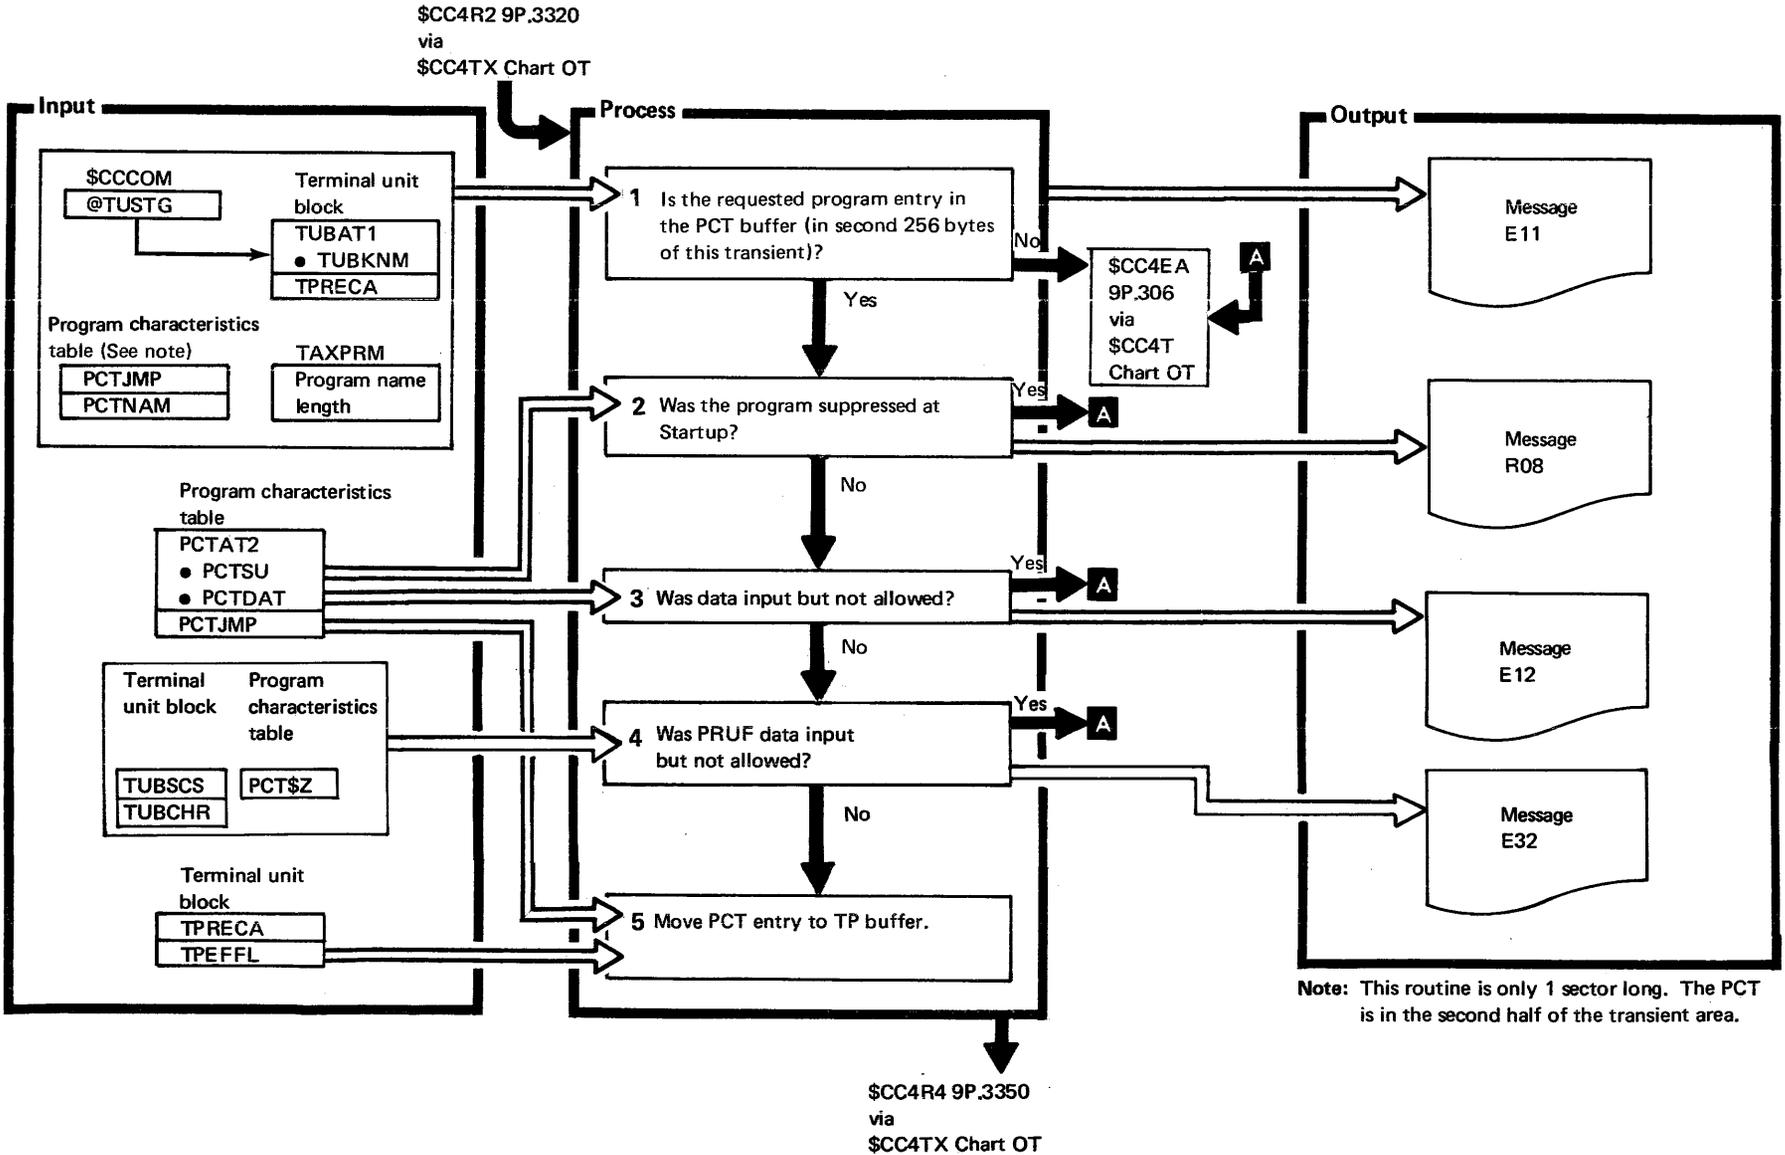 $CC4R2 9P.3320
via
$CC4TX Chart OT
Input
$CCCOM
@TUSTG
Terminal unit
block
TUBAT1
● TUBKNM
TPRECA
Program characteristics
table (See note)
PCTJMP
PCTNAM
TAXPRM
Program name
length
Program characteristics
table
PCTAT2
● PCTSU
● PCTDAT
PCTJMP
Terminal
unit block
TUBSCS
TUBCHR
Program
characteristics
table
PCT$Z
Terminal unit
block
TPRECA
TPEFFL
Process
1 Is the requested program entry in
the PCT buffer (in second 256 bytes
of this transient)?
No
$CC4EA
9P.306
via
$CC4T
Chart OT
A
Yes
2 Was the program suppressed at
Startup?
Yes
A
No
3 Was data input but not allowed?
Yes
A
No
4 Was PRUF data input
but not allowed?
Yes
A
No
5 Move PCT entry to TP buffer.
Output
Message
E11
Message
R08
Message
E12
Message
E32
Note: This routine is only 1 sector long. The PCT
is in the second half of the transient area.
$CC4R4 9P.3350
via
$CC4TX Chart OT